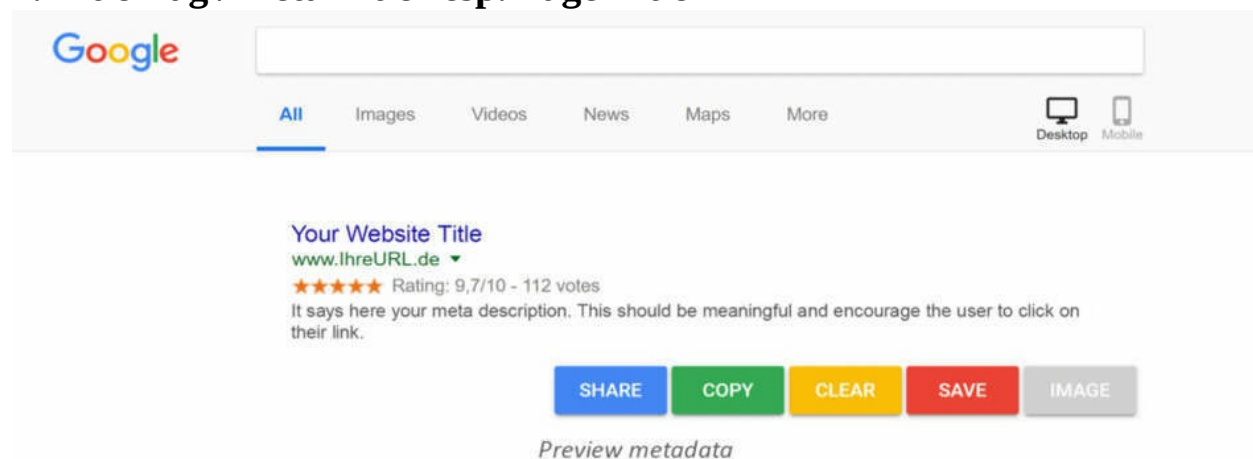 Google
All Images Videos News Maps More
Desktop Mobile
Your Website Title
www.IhreURL.de
Rating: 9,7/10 - 112 votes
It says here your meta description. This should be meaningful and encourage the user to click on
their link.
SHARE COPY CLEAR SAVE IMAGE
Preview metadata